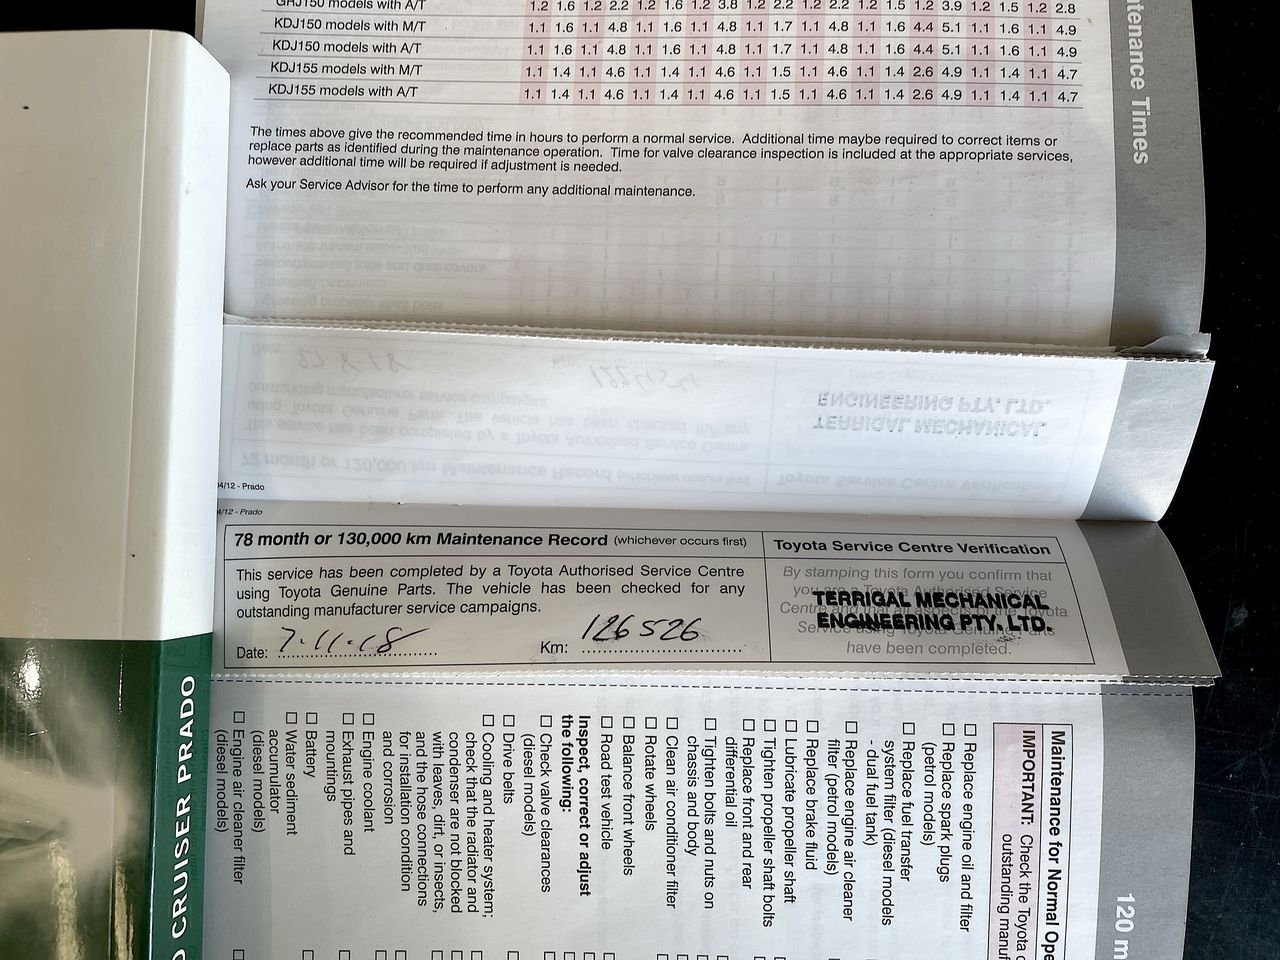 GRJ150 models with A/T 1.2 1.6 1.2 2.2 1.2 1.6 1.2 3.8 1.2 2.2 1.2 2.2 1.2 1.5 1.2 3.9 1.2 1.5 1.2 2.8
KDJ150 models with M/T 1.1 1.6 1.1 4.8 1.1 1.6 1.1 4.8 1.1 1.7 1.1 4.8 1.1 1.6 4.4 5.1 1.1 1.6 1.1 4.9
KDJ150 models with A/T 1.1 1.6 1.1 4.8 1.1 1.6 1.1 4.8 1.1 1.7 1.1 4.8 1.1 1.6 4.4 5.1 1.1 1.6 1.1 4.9
KDJ155 models with M/T 1.1 1.4 1.1 4.6 1.1 1.4 1.1 4.6 1.1 1.5 1.1 4.6 1.1 1.4 2.6 4.9 1.1 1.4 1.1 4.7
KDJ155 models with A/T 1.1 1.4 1.1 4.6 1.1 1.4 1.1 4.6 1.1 1.5 1.1 4.6 1.1 1.4 2.6 4.9 1.1 1.4 1.1 4.7
The times above give the recommended time in hours to perform a normal service. Additional time maybe required to correct items or
replace parts as identified during the maintenance operation. Time for valve clearance inspection is included at the appropriate services,
however additional time will be required if adjustment is needed.
Ask your Service Advisor for the time to perform any additional maintenance.
tenance Times
4/12 - Prado
4/12 - Prado
78 month or 130,000 km Maintenance Record (whichever occurs first)
This service has been completed by a Toyota Authorised Service Centre
using Toyota Genuine Parts. The vehicle has been checked for any
outstanding manufacturer service campaigns.
Date: 7.11.18 Km: 126526
Toyota Service Centre Verification
By stamping this form you confirm that
TERRIGAL MECHANICAL
ENGINEERING PTY. LTD.
have been completed.
Maintenance for Normal Ope
IMPORTANT: Check the Toyota
outstanding manuf
Replace engine oil and filter
Replace spark plugs
(petrol models)
Replace fuel transfer
system filter (diesel models
- dual fuel tank)
Replace engine air cleaner
filter (petrol models)
Replace brake fluid
Lubricate propeller shaft
Tighten propeller shaft bolts
Replace front and rear
differential oil
Tighten bolts and nuts on
chassis and body
Clean air conditioner filter
Rotate wheels
Balance front wheels
Road test vehicle
Inspect, correct or adjust
the following:
Check valve clearances
(diesel models)
Drive belts
Cooling and heater system;
check that the radiator and
condenser are not blocked
with leaves, dirt, or insects,
and the hose connections
for installation condition
and corrosion
Engine coolant
Exhaust pipes and
mountings
Battery
Water sediment
accumulator
(diesel models)
Engine air cleaner filter
(diesel models)
120 m
CRUISER PRADO